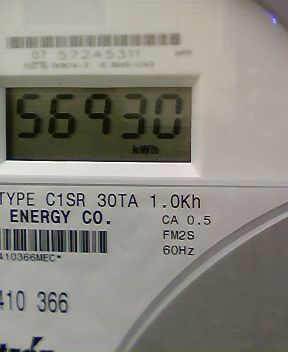 07 57245311
56930
kWh
TYPE C1SR 30TA 1.0Kh
ENERGY CO.
CA 0.5
FM2S
60Hz
410366MEC*
410 366